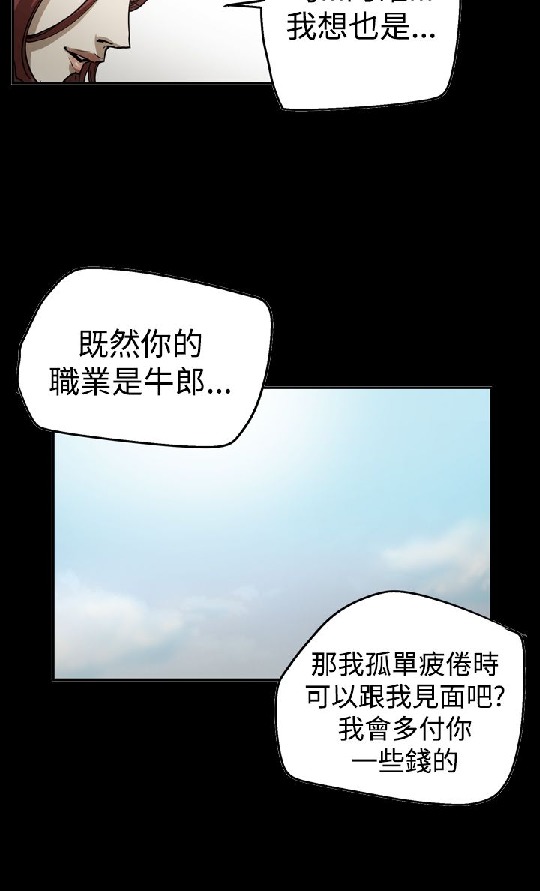 我想也是...
既然你的
職業是牛郎...
那我孤單疲倦時
可以跟我見面吧?
我會多付你
一些錢的